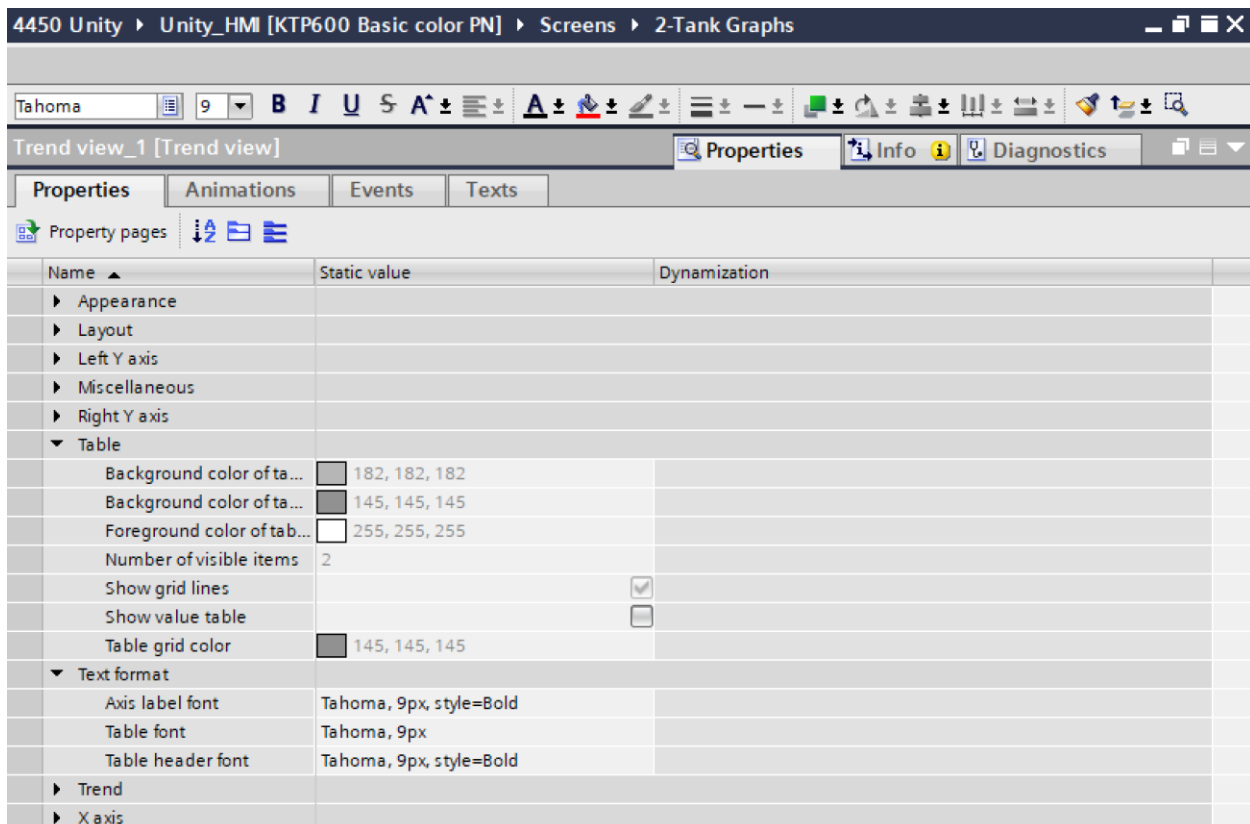 4450 Unity ▸ Unity_HMI [KTP600 Basic color PN] ▸ Screens ▸ 2-Tank Graphs
Tahoma 9 B I U S A A
Trend view_1 [Trend view] Properties Info Diagnostics
Properties Animations Events Texts
Property pages
Name Static value Dynamization
Appearance
Layout
Left Y axis
Miscellaneous
Right Y axis
Table
Background color of ta... 182, 182, 182
Background color of ta... 145, 145, 145
Foreground color of tab... 255, 255, 255
Number of visible items 2
Show grid lines
Show value table
Table grid color 145, 145, 145
Text format
Axis label font Tahoma, 9px, style=Bold
Table font Tahoma, 9px
Table header font Tahoma, 9px, style=Bold
Trend
X axis